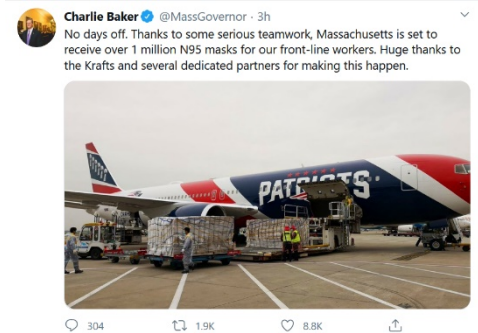 Charlie Baker @MassGovernor · 3h
No days off. Thanks to some serious teamwork, Massachusetts is set to
receive over 1 million N95 masks for our front-line workers. Huge thanks to
the Krafts and several dedicated partners for making this happen.
PATRIOTS
304 1.9K 8.8K